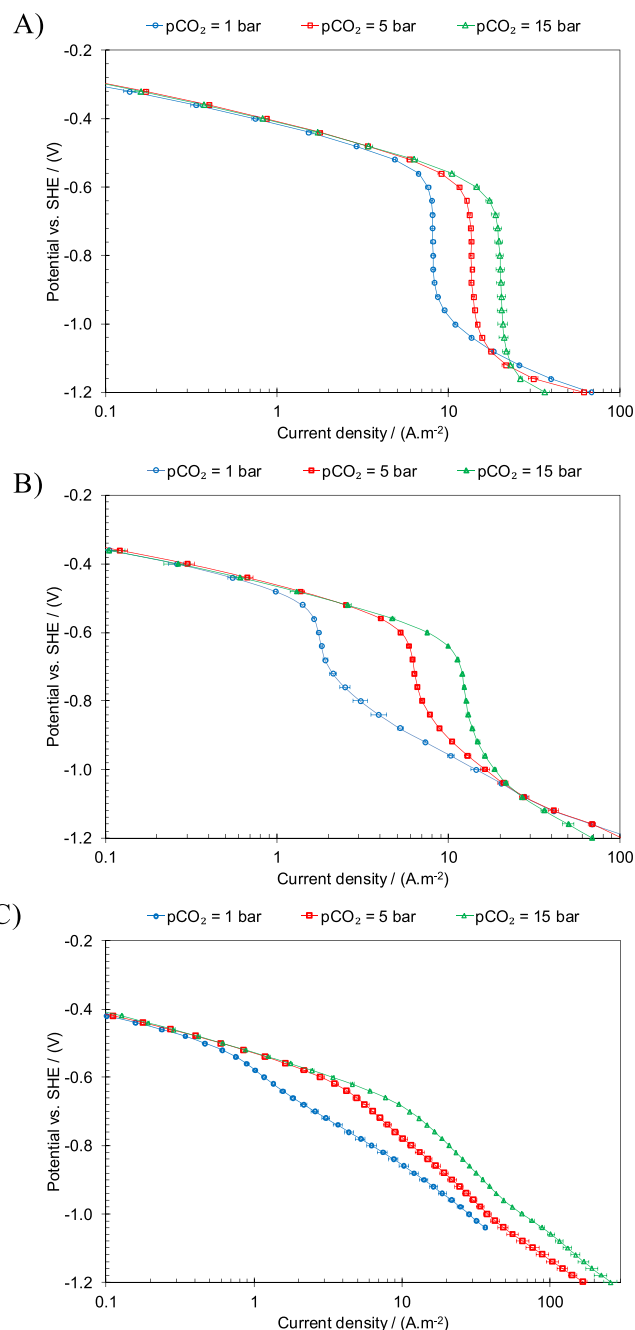 A)
pCO₂ = 1 bar pCO₂ = 5 bar pCO₂ = 15 bar
-0.2
-0.4
-0.6
-0.8
-1.0
-1.2
Potential vs. SHE / (V)
0.1 1 10 100
Current density / (A.m⁻²)
B)
pCO₂ = 1 bar pCO₂ = 5 bar pCO₂ = 15 bar
-0.2
-0.4
-0.6
-0.8
-1.0
-1.2
Potential vs. SHE / (V)
0.1 1 10 100
Current density / (A.m⁻²)
C)
pCO₂ = 1 bar pCO₂ = 5 bar pCO₂ = 15 bar
-0.2
-0.4
-0.6
-0.8
-1.0
-1.2
Potential vs. SHE / (V)
0.1 1 10 100
Current density / (A.m⁻²)